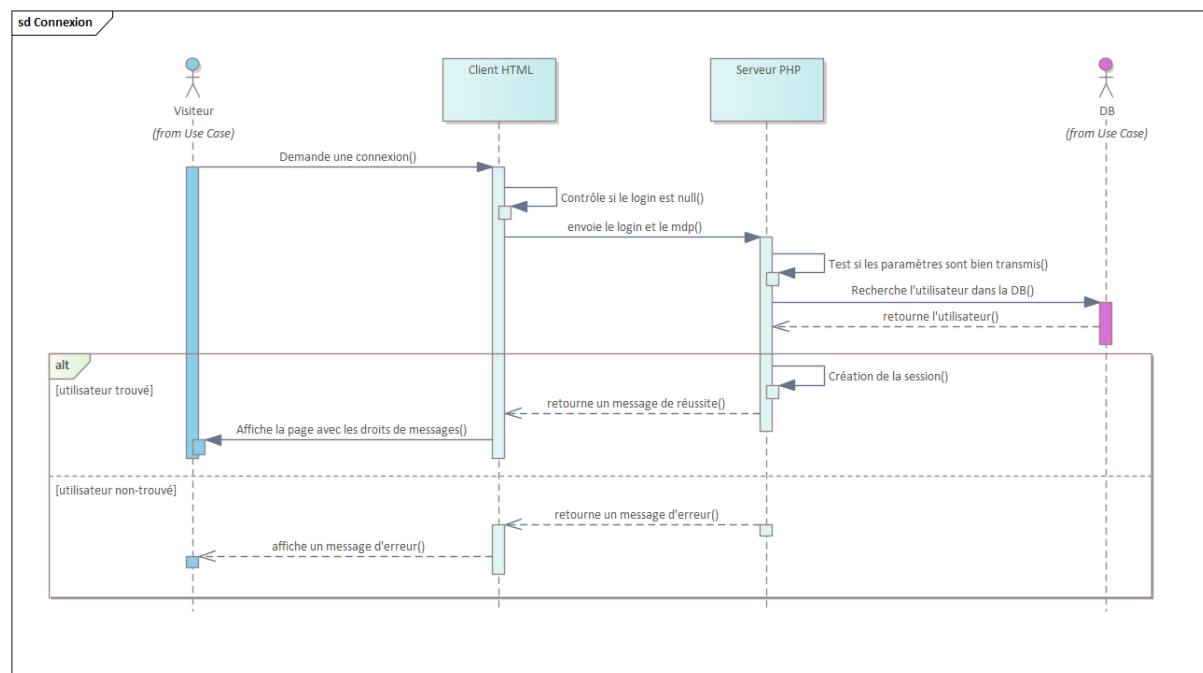 sd Connexion
Client HTML
Serveur PHP
Visiteur
(from Use Case)
DB
(from Use Case)
Demande une connexion()
Contrôle si le login est null()
envoie le login et le mdp()
Test si les paramètres sont bien transmis()
Recherche l'utilisateur dans la DB()
retourne l'utilisateur()
alt
[utilisateur trouvé]
Création de la session()
retourne un message de réussite()
Affiche la page avec les droits de messages()
[utilisateur non-trouvé]
retourne un message d'erreur()
affiche un message d'erreur()